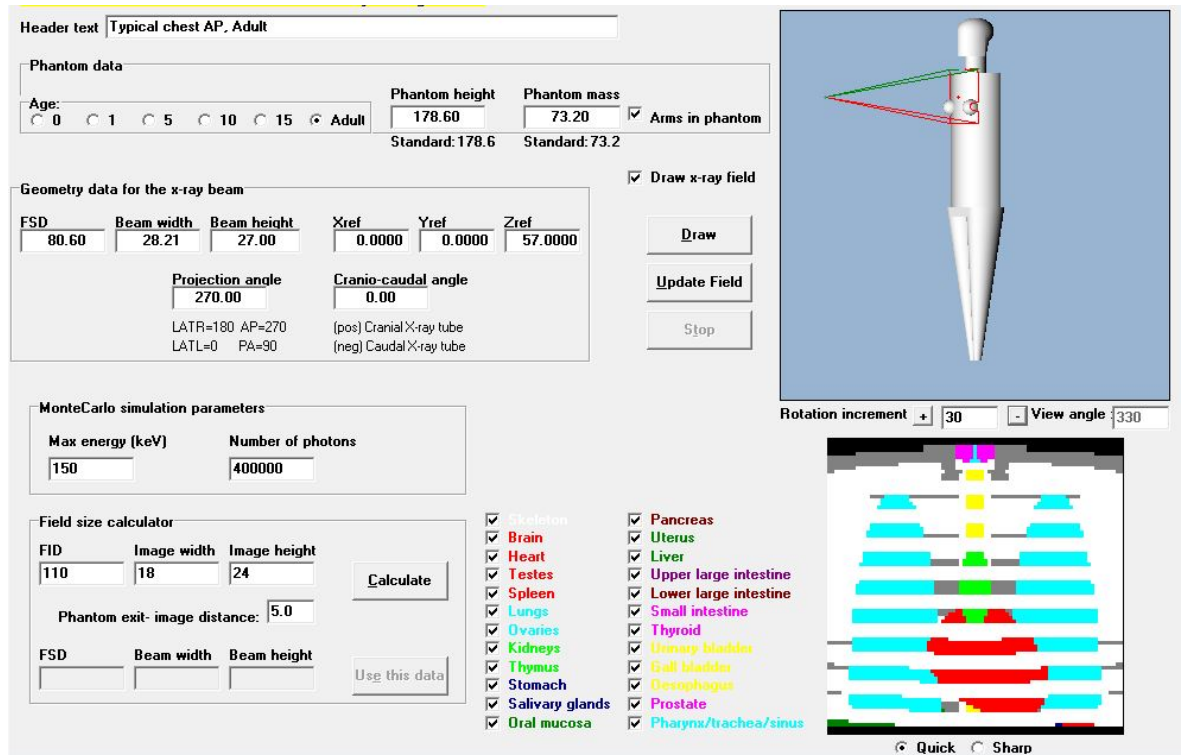 Header text Typical chest AP, Adult
Phantom data
Age:
0 1 5 10 15 Adult
Phantom height Phantom mass
178.60 73.20 Arms in phantom
Standard: 178.6 Standard: 73.2
Draw x-ray field
Geometry data for the x-ray beam
FSD Beam width Beam height Xref Yref Zref
80.60 28.21 27.00 0.0000 0.0000 57.0000
Projection angle Cranio-caudal angle
270.00 0.00
LATR=180 AP=270 (pos) Cranial X-ray tube
LATL=0 PA=90 (neg) Caudal X-ray tube
Draw
Update Field
Stop
MonteCarlo simulation parameters
Max energy (keV) Number of photons
150 400000
Rotation increment + 30 - View angle : 330
Field size calculator
FID Image width Image height
110 18 24
Calculate
Phantom exit- image distance: 5.0
FSD Beam width Beam height
Use this data
Skeleton Pancreas
Brain Uterus
Heart Liver
Testes Upper large intestine
Spleen Lower large intestine
Lungs Small intestine
Ovaries Thyroid
Kidneys Urinary bladder
Thymus Gall bladder
Stomach Oesophagus
Salivary glands Prostate
Oral mucosa Pharynx/trachea/sinus
Quick Sharp